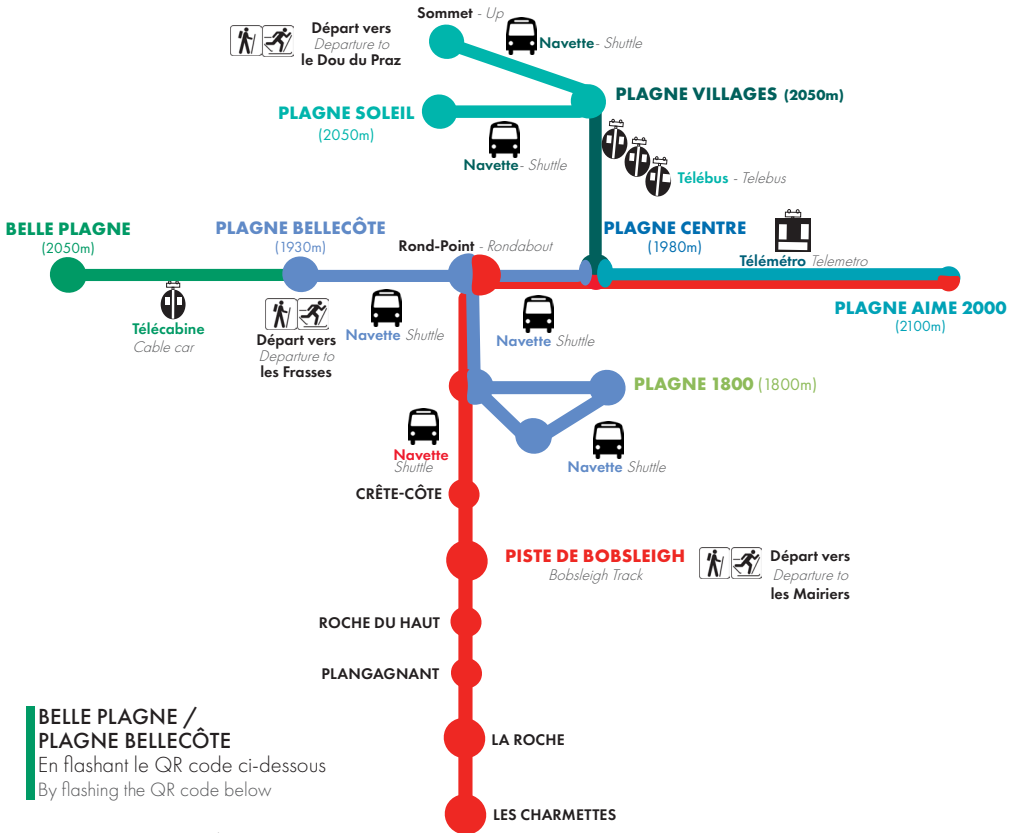 Sommet - Up
Départ vers
Departure to
le Dou du Praz
Navette - Shuttle
PLAGNE VILLAGES (2050m)
PLAGNE SOLEIL
(2050m)
Navette - Shuttle
Télébus - Telebus
BELLE PLAGNE
(2050m)
PLAGNE BELLECÔTE
(1930m)
Rond-Point - Rondabout
PLAGNE CENTRE
(1980m)
Télémétro Telemetro
PLAGNE AIME 2000
(2100m)
Télécabine
Cable car
Départ vers
Departure to
les Frasses
Navette Shuttle
Navette Shuttle
PLAGNE 1800 (1800m)
Navette
Shuttle
Navette Shuttle
CRÊTE-CÔTE
PISTE DE BOBSLEIGH
Bobsleigh Track
Départ vers
Departure to
les Mairiers
ROCHE DU HAUT
PLANGAGNANT
LA ROCHE
LES CHARMETTES
BELLE PLAGNE /
PLAGNE BELLECÔTE
En flashant le QR code ci-dessous
By flashing the QR code below